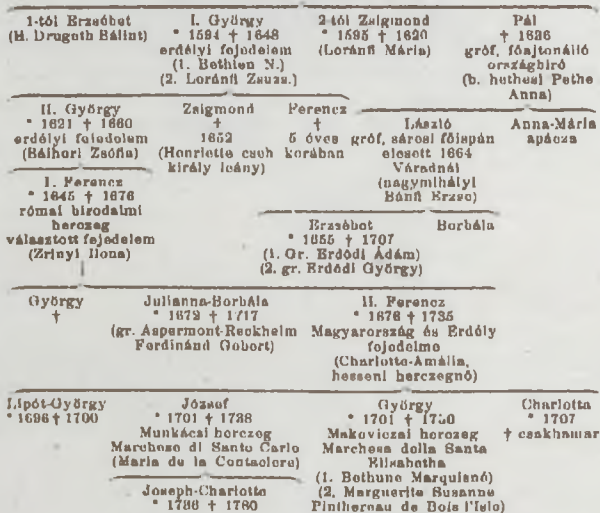 1-től Erzsébet
(H. Drugeth Bálint)
I. György
* 1594 † 1648
erdélyi fejedelem
(1. Bethlen N.)
(2. Lorántfi Zsuzs.)
2-tól Zsigmond
* 1595 † 1620
(Lorántfi Mária)
Pál
† 1636
gróf, főajtonálló
országbíró
(b. hethesi Pethe
Anna)
II. György
* 1621 † 1660
erdélyi fejedelem
(Báthori Zsófia)
Zsigmond
†
1652
(Henriette cseh
király leány)
Ferencz
†
5 éves
korában
László
gróf, sárosi főispán
elesett 1664
Váradnál
(nagymihályi
Bánfi Erzse)
Anna-Mária
apácza
I. Ferencz
* 1645 † 1676
római birodalmi
herczeg
választott fejedelem
(Zrínyi Ilona)
Erzsébet
* 1655 † 1707
(1. Gr. Erdődi Ádám)
(2. gr. Erdődi György)
Borbála
György
†
Julianna-Borbála
* 1672 † 1717
(gr. Aspermont-Reckheim
Ferdinánd Gobert)
II. Ferencz
* 1676 † 1735
Magyarország és Erdély
fejedelme
(Charlotte-Amália,
hesseni herczegnő)
Lipót-György
* 1696 † 1700
József
* 1701 † 1738
Munkácsi herczeg
Marchese di Santo Carlo
(Maria de la Contaciere)
György
* 1701 †
Makoviczai herczeg
Marchesa della Santa
Elisabetha
(1. Bethune Marquisnő)
(2. Marguerite Susanne
Pinthereau de Bois l'Isle)
Charlotta
* 1707
† csakhamar
Joseph-Charlotte
* 1736 † 1780